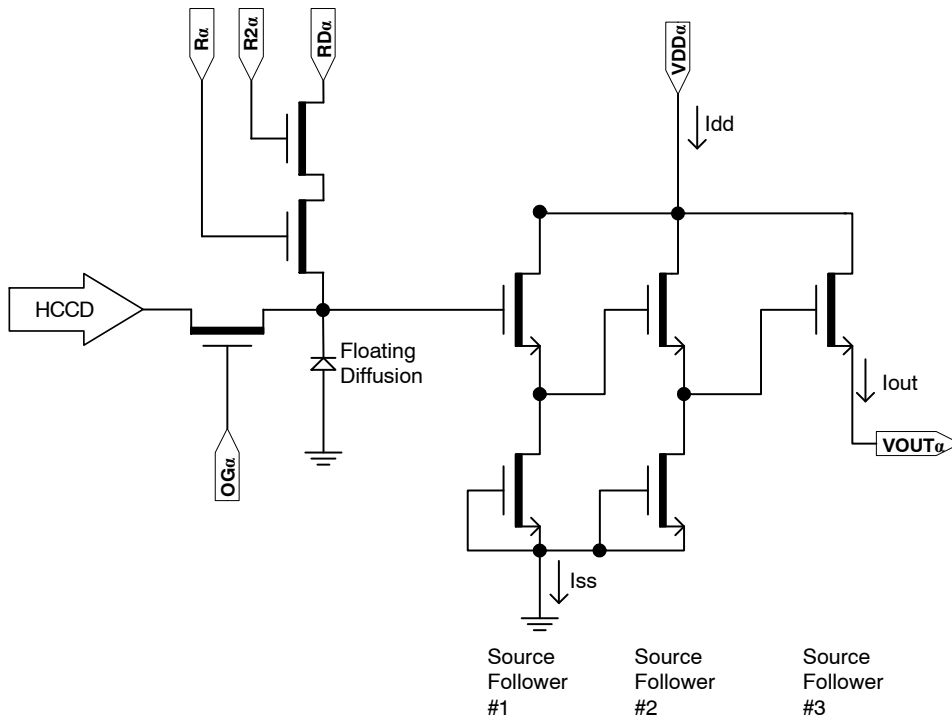 Rα
R2α
RDα
VDDα
Idd
HCCD
Floating
Diffusion
Iout
VOUTα
OGα
Iss
Source
Follower
#1
Source
Follower
#2
Source
Follower
#3